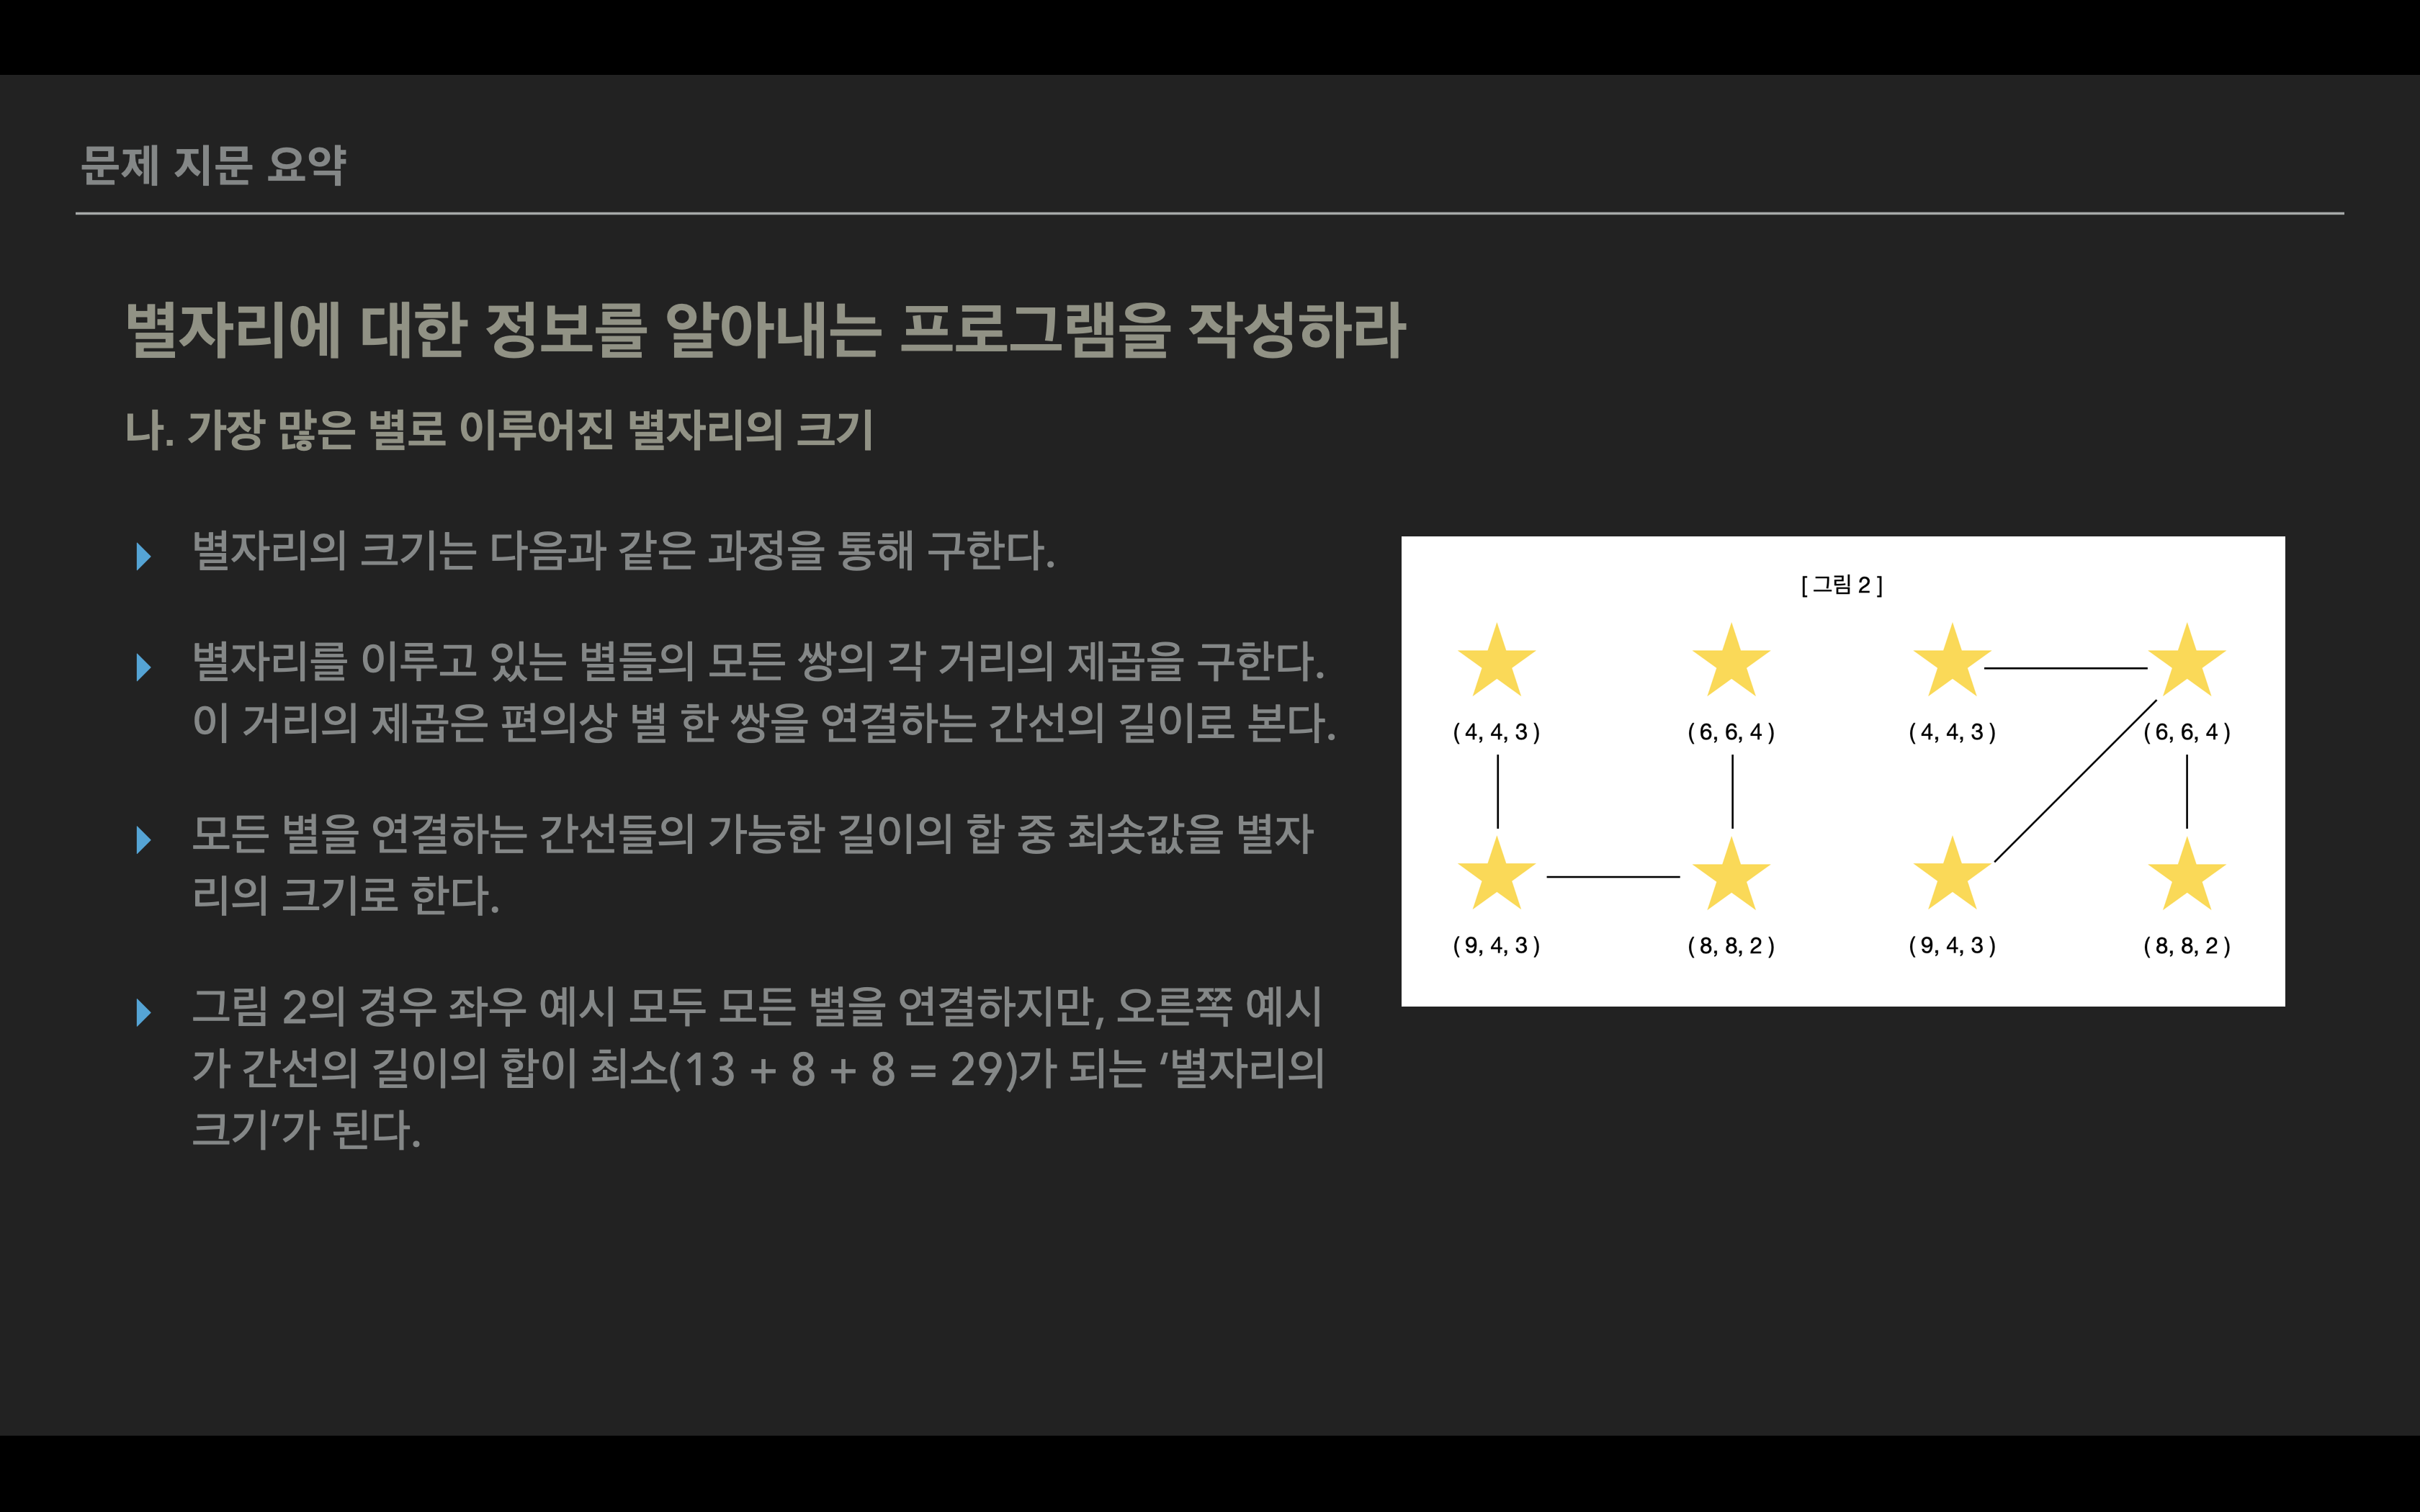 문제 지문 요약
별자리에 대한 정보를 알아내는 프로그램을 작성하라
나. 가장 많은 별로 이루어진 별자리의 크기
별자리의 크기는 다음과 같은 과정을 통해 구한다.
별자리를 이루고 있는 별들의 모든 쌍의 각 거리의 제곱을 구한다.
이 거리의 제곱은 편의상 별 한 쌍을 연결하는 간선의 길이로 본다.
모든 별을 연결하는 간선들의 가능한 길이의 합 중 최솟값을 별자
리의 크기로 한다.
그림 2의 경우 좌우 예시 모두 모든 별을 연결하지만, 오른쪽 예시
가 간선의 길이의 합이 최소(13 + 8 + 8 = 29)가 되는 ‘별자리의
크기’가 된다.
[ 그림 2 ]
( 4, 4, 3 ) ( 6, 6, 4 ) ( 4, 4, 3 ) ( 6, 6, 4 )
( 9, 4, 3 ) ( 8, 8, 2 ) ( 9, 4, 3 ) ( 8, 8, 2 )